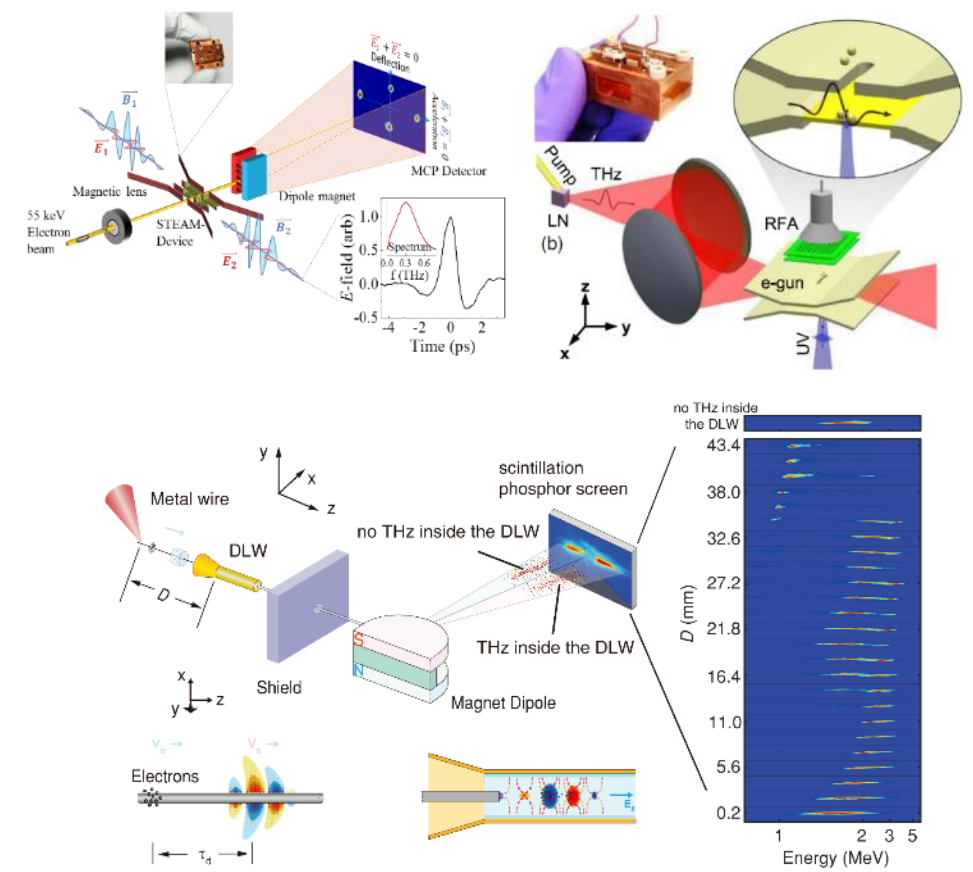 E1 + E2 = 0
Deflection
B1 + B2 = 0
Acceleration
B1
E1
MCP Detector
Magnetic lens
Dipole magnet
55 keV
Electron
beam
STEAM-
Device
B2
E2
E-field (arb)
1.0
0.5
0.0
-0.5
Spectrum
0.0 0.3 0.6
f (THz)
-4 -2 0 2
Time (ps)
Pump
THz
LN
(b)
RFA
e-gun
z
y
x
UV
no THz inside
the DLW
y
x
z
Metal wire
DLW
D
scintillation
phosphor screen
no THz inside the DLW
THz inside the DLW
S
N
Shield
Magnet Dipole
x
z
y
Electrons
τd
Ez
43.4
38.0
32.6
27.2
21.8
16.4
11.0
5.6
0.2
D (mm)
1 2 3 5
Energy (MeV)